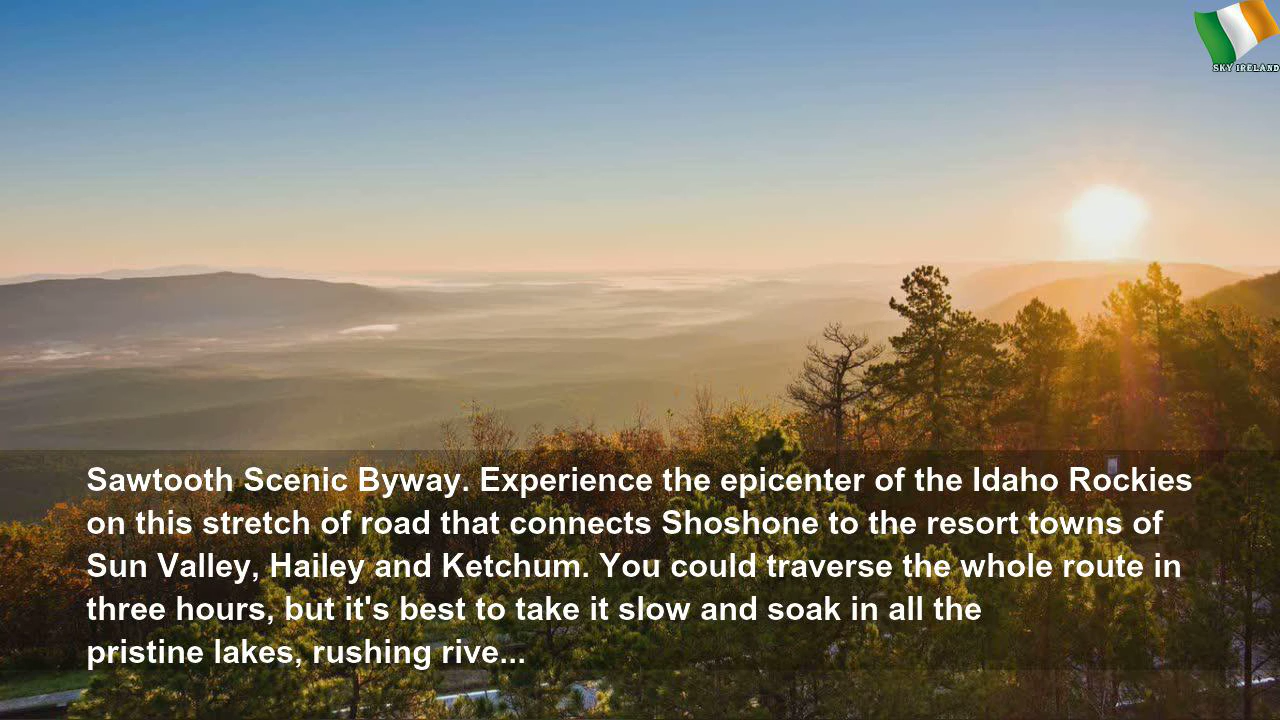 SKY IRELAND
Sawtooth Scenic Byway. Experience the epicenter of the Idaho Rockies
on this stretch of road that connects Shoshone to the resort towns of
Sun Valley, Hailey and Ketchum. You could traverse the whole route in
three hours, but it's best to take it slow and soak in all the
pristine lakes, rushing rive...